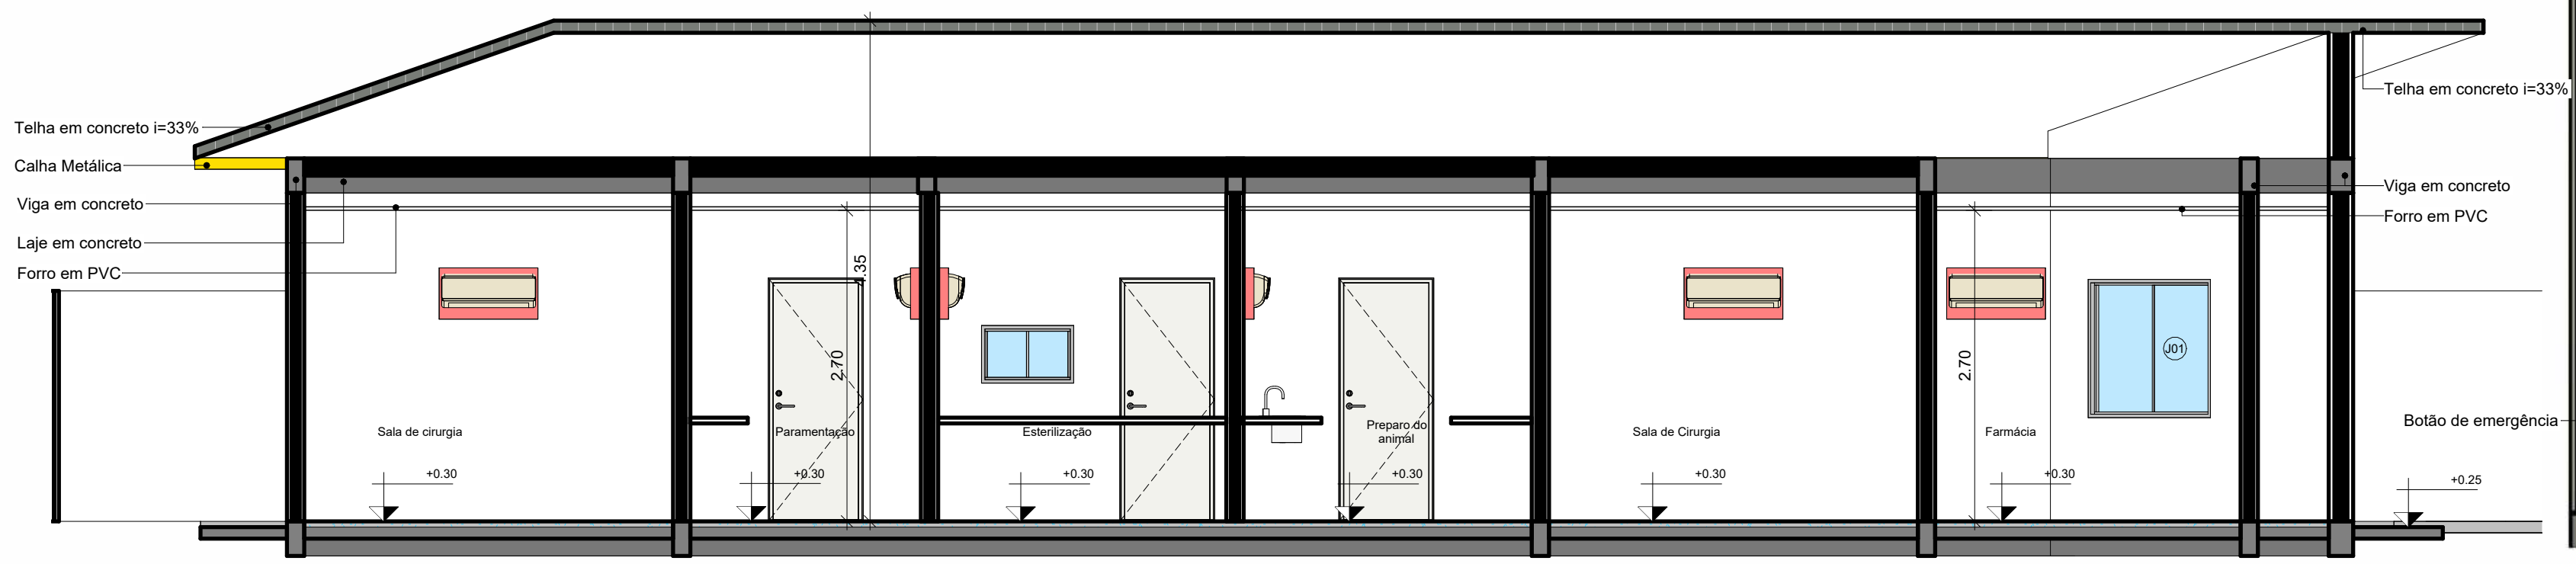 Telha em concreto i=33%
Calha Metálica
Viga em concreto
Laje em concreto
Forro em PVC
Telha em concreto i=33%
Viga em concreto
Forro em PVC
Botão de emergência
4.35
2.70
2.70
J01
Sala de cirurgia
Paramentação
Esterilização
Preparo do
animal
Sala de Cirurgia
Farmácia
+0.30
+0.30
+0.30
+0.30
+0.30
+0.30
+0.25